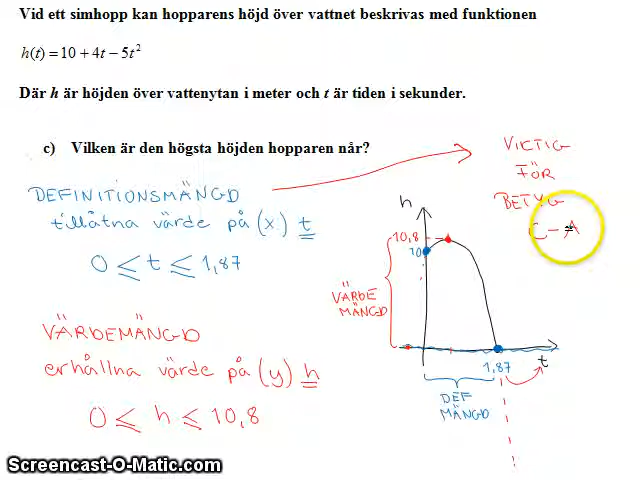 Vid ett simhopp kan hopparens höjd över vattnet beskrivas med funktionen
h(t) = 10 + 4t − 5t²
Där h är höjden över vattenytan i meter och t är tiden i sekunder.
c) Vilken är den högsta höjden hopparen når?
VIKTIG
FÖR
BETYG
C – A
DEFINITIONSMÄNGD
tillåtna värde på (x) t
0 ≤ t ≤ 1,87
VÄRDEMÄNGD
erhållna värde på (y) h
0 ≤ h ≤ 10,8
h
10,8
10
VÄRDE
MÄNGD
t
1,87
DEF
MÄNGD
Screencast-O-Matic.com